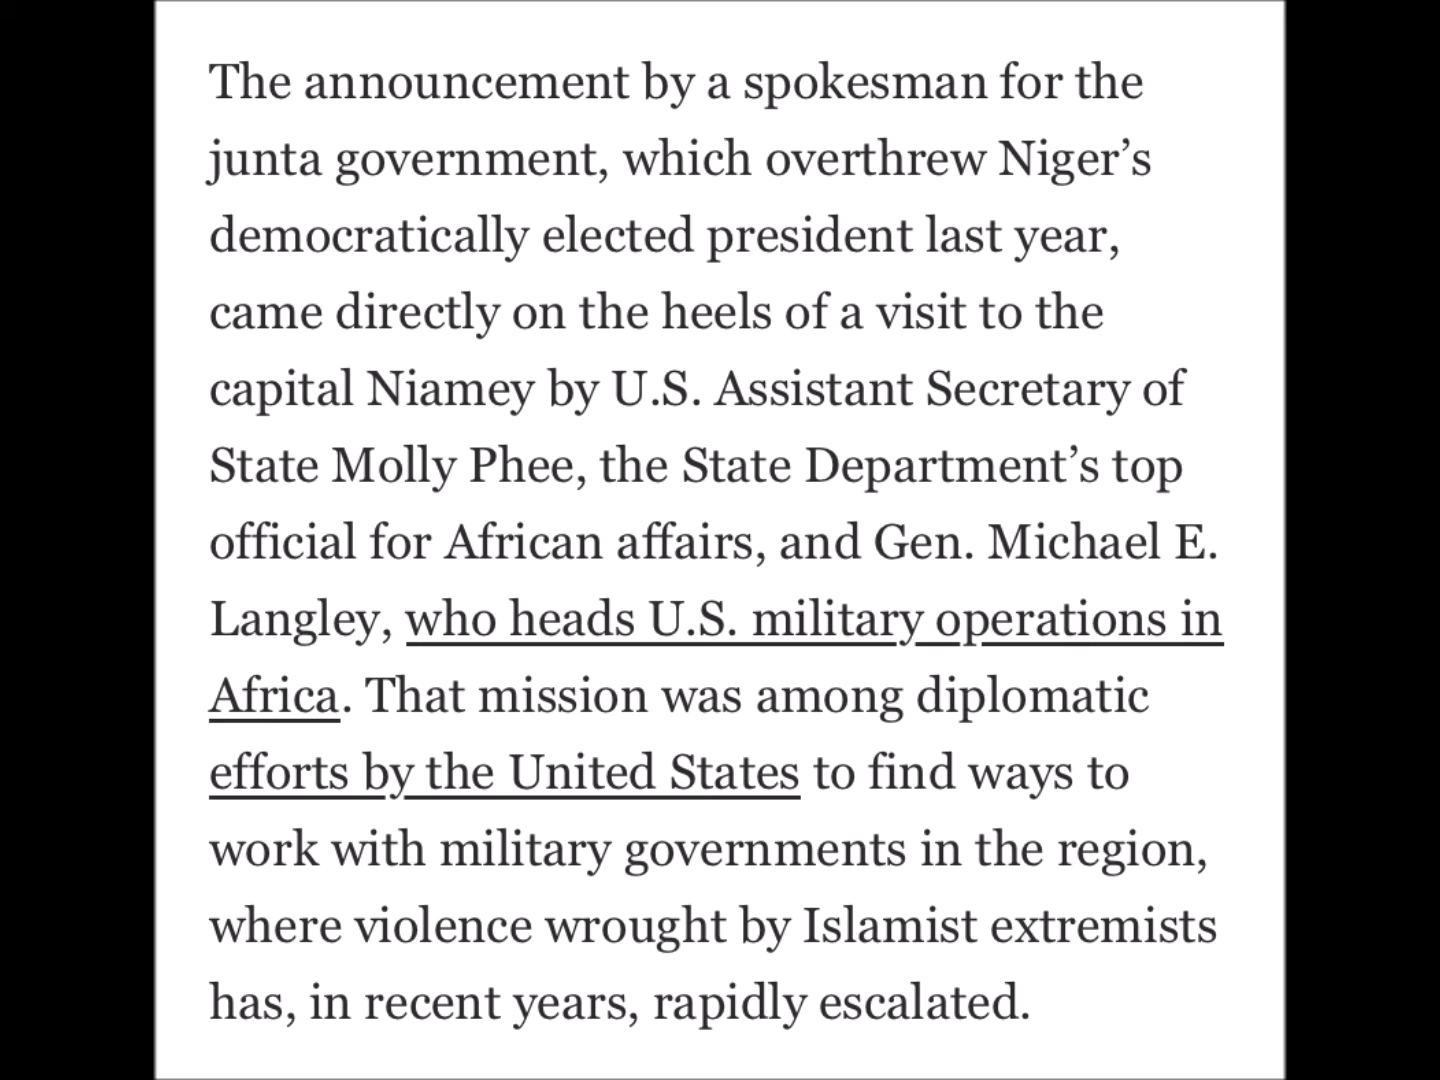 The announcement by a spokesman for the
junta government, which overthrew Niger’s
democratically elected president last year,
came directly on the heels of a visit to the
capital Niamey by U.S. Assistant Secretary of
State Molly Phee, the State Department’s top
official for African affairs, and Gen. Michael E.
Langley, who heads U.S. military operations in
Africa. That mission was among diplomatic
efforts by the United States to find ways to
work with military governments in the region,
where violence wrought by Islamist extremists
has, in recent years, rapidly escalated.